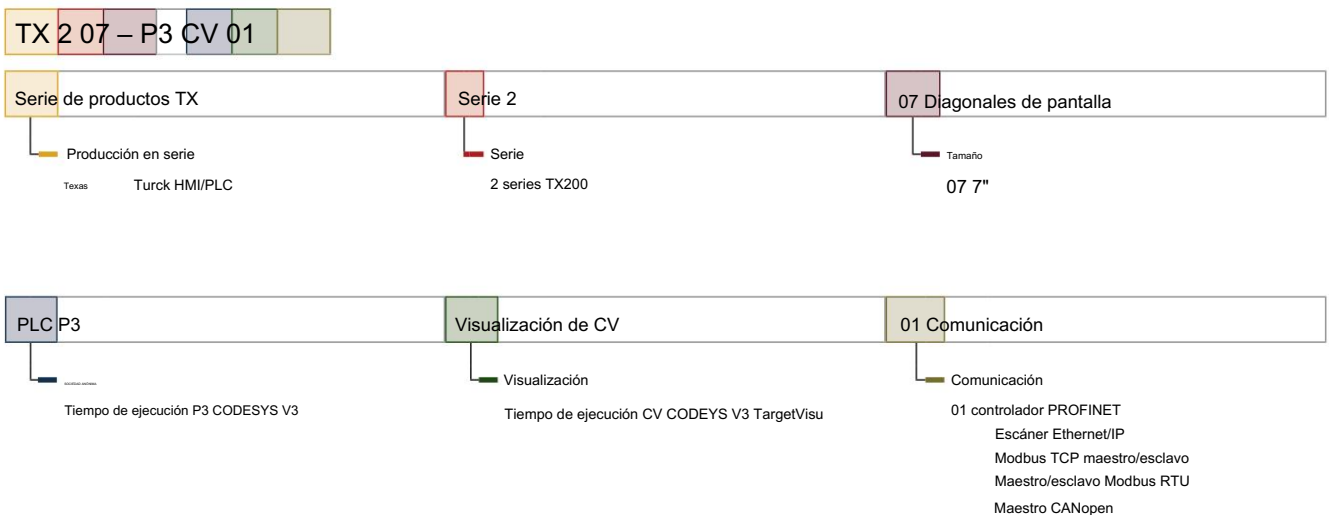 TX 2 07 – P3 CV 01
Serie de productos TX
Serie 2
07 Diagonales de pantalla
Producción en serie
Serie
Tamaño
Texas Turck HMI/PLC
2 series TX200
07 7"
PLC P3
Visualización de CV
01 Comunicación
Visualización
Comunicación
Tiempo de ejecución P3 CODESYS V3
Tiempo de ejecución CV CODEYS V3 TargetVisu
01 controlador PROFINET
Escáner Ethernet/IP
Modbus TCP maestro/esclavo
Maestro/esclavo Modbus RTU
Maestro CANopen